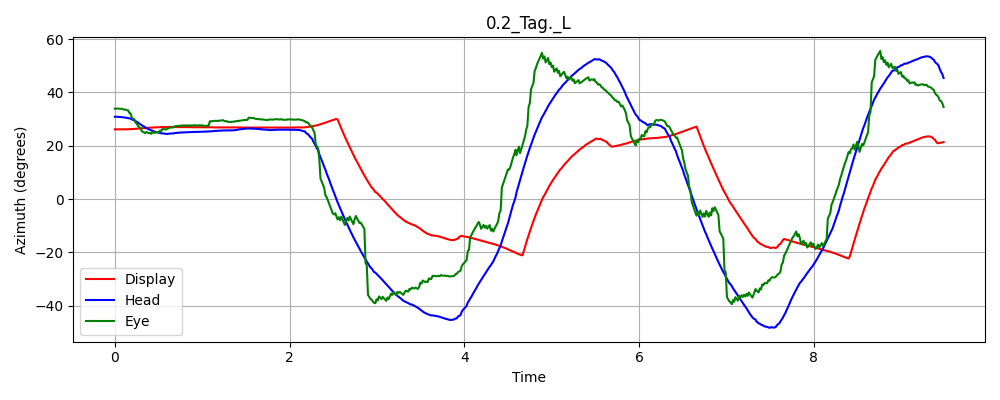 0.2_Tag._L
Azimuth (degrees)
60
40
20
0
−20
−40
Display
Head
Eye
0 2 4 6 8
Time